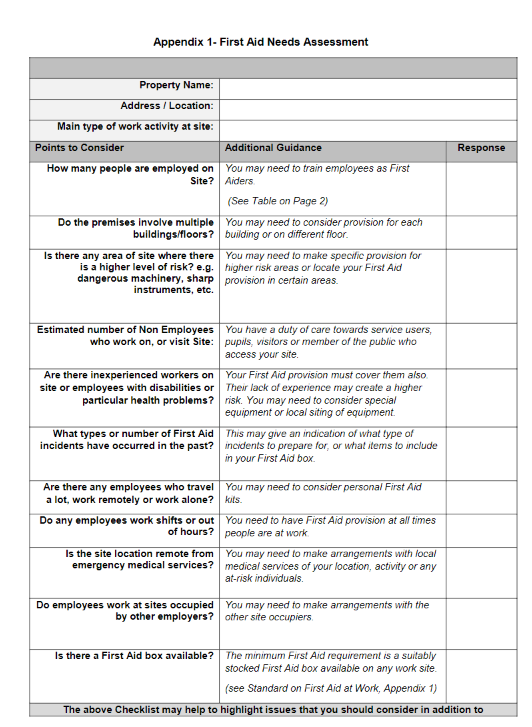 Appendix 1- First Aid Needs Assessment
Property Name:
Address / Location:
Main type of work activity at site:
Points to Consider Additional Guidance Response
How many people are employed on
Site?
You may need to train employees as First
Aiders.
(See Table on Page 2)
Do the premises involve multiple
buildings/floors?
You may need to consider provision for each
building or on different floor.
Is there any area of site where there
is a higher level of risk? e.g.
dangerous machinery, sharp
instruments, etc.
You may need to make specific provision for
higher risk areas or locate your First Aid
provision in certain areas.
Estimated number of Non Employees
who work on, or visit Site:
You have a duty of care towards service users,
pupils, visitors or member of the public who
access your site.
Are there inexperienced workers on
site or employees with disabilities or
particular health problems?
Your First Aid provision must cover them also.
Their lack of experience may create a higher
risk. You may need to consider special
equipment or local siting of equipment.
What types or number of First Aid
incidents have occurred in the past?
This may give an indication of what type of
incidents to prepare for, or what items to include
in your First Aid box.
Are there any employees who travel
a lot, work remotely or work alone?
You may need to consider personal First Aid
kits.
Do any employees work shifts or out
of hours?
You need to have First Aid provision at all times
people are at work.
Is the site location remote from
emergency medical services?
You may need to make arrangements with local
medical services of your location, activity or any
at-risk individuals.
Do employees work at sites occupied
by other employers?
You may need to make arrangements with the
other site occupiers.
Is there a First Aid box available?
The minimum First Aid requirement is a suitably
stocked First Aid box available on any work site.
(see Standard on First Aid at Work, Appendix 1)
The above Checklist may help to highlight issues that you should consider in addition to